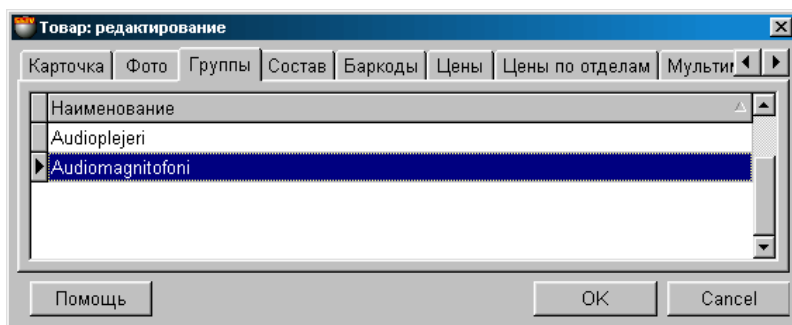 Товар: редактирование
Карточка Фото Группы Состав Баркоды Цены Цены по отделам
Наименование
Audioplejeri
Audiomagnitofoni
Помощь OK Cancel